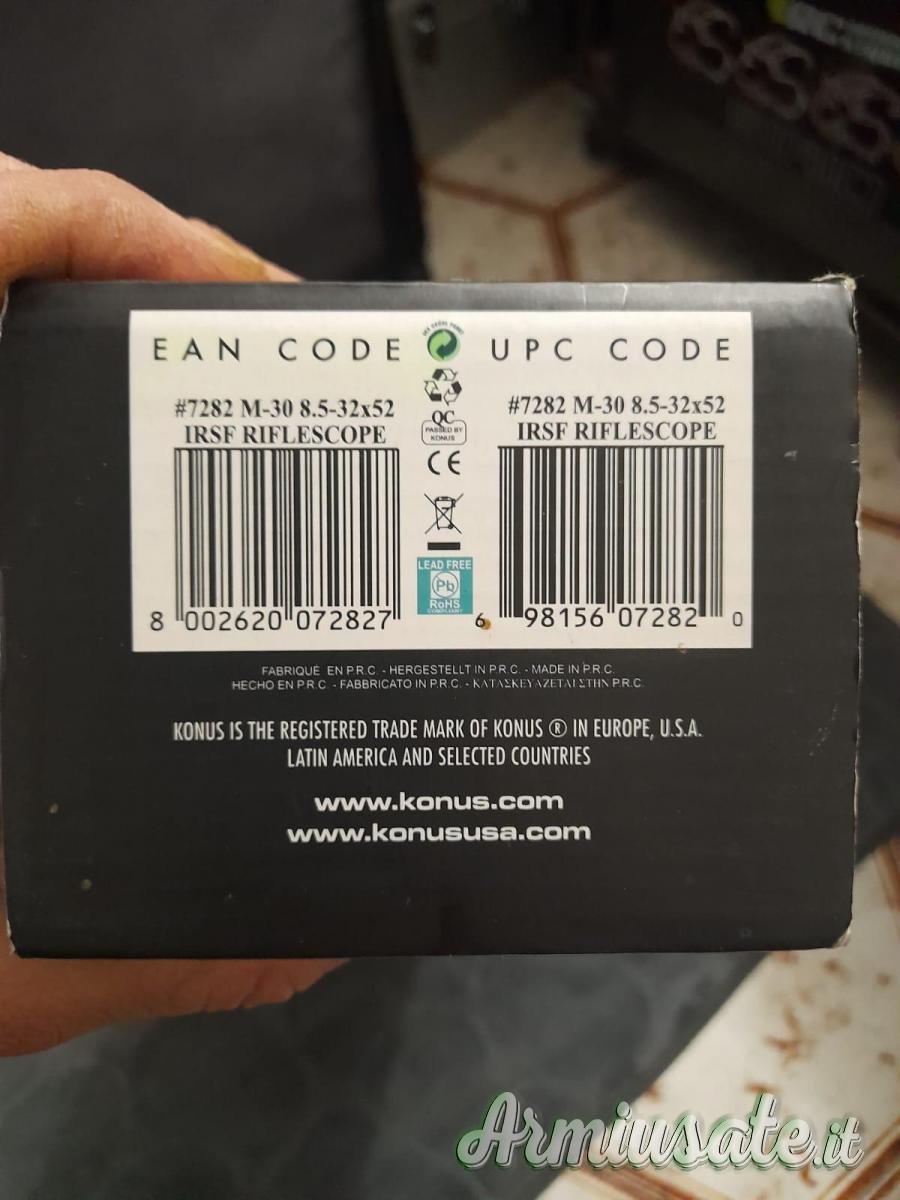 EAN CODE
UPC CODE
#7282 M-30 8.5-32x52
IRSF RIFLESCOPE
#7282 M-30 8.5-32x52
IRSF RIFLESCOPE
QC
PASSED BY
KONUS
CE
LEAD FREE
Pb
RoHS
COMPLIANT
8 002620 072827
6 98156 07282 0
FABRIQUÉ EN P.R.C. - HERGESTELLT IN P.R.C. - MADE IN P.R.C.
HECHO EN P.R.C. - FABBRICATO IN P.R.C. - ΚΑΤΑΣΚΕΥΑΖΕΤΑΙ ΣΤΗΝ P.R.C.
KONUS IS THE REGISTERED TRADE MARK OF KONUS ® IN EUROPE, U.S.A.
LATIN AMERICA AND SELECTED COUNTRIES
www.konus.com
www.konususa.com
Armiusate.it